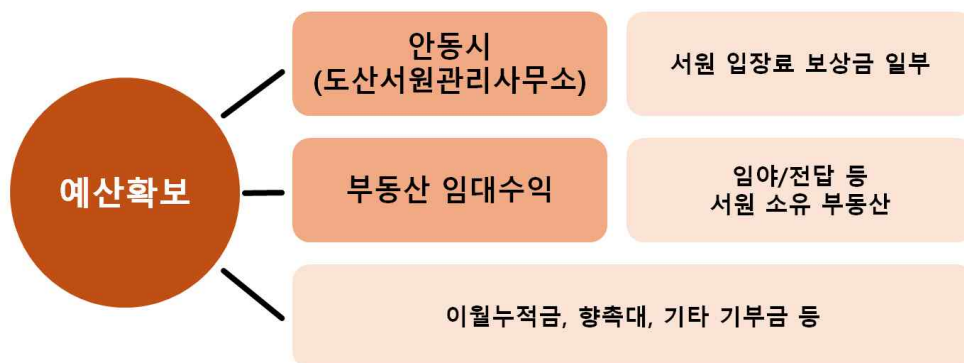 예산확보
안동시
(도산서원관리사무소)
서원 입장료 보상금 일부
부동산 임대수익
임야/전답 등
서원 소유 부동산
이월누적금, 향촉대, 기타 기부금 등